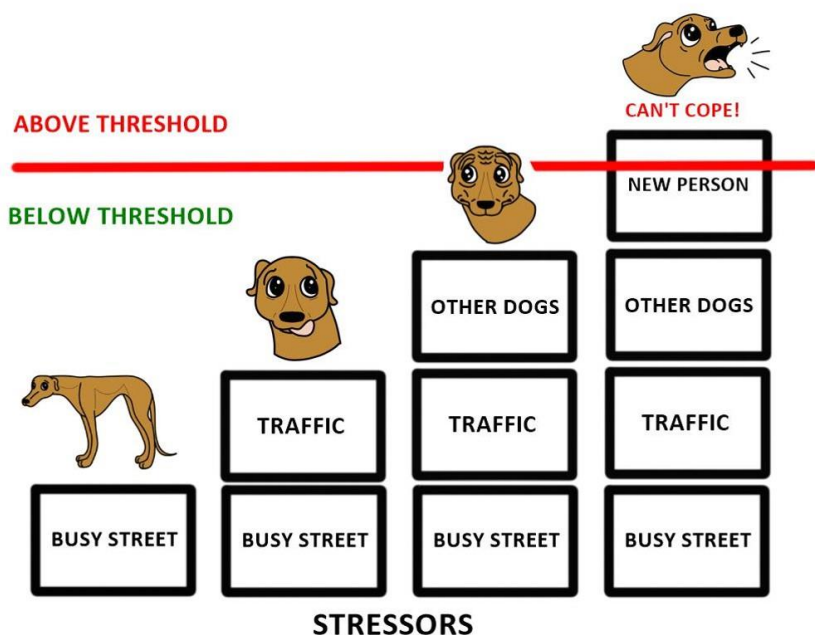 CAN'T COPE!
ABOVE THRESHOLD
NEW PERSON
BELOW THRESHOLD
OTHER DOGS
OTHER DOGS
TRAFFIC
TRAFFIC
TRAFFIC
BUSY STREET
BUSY STREET
BUSY STREET
BUSY STREET
STRESSORS